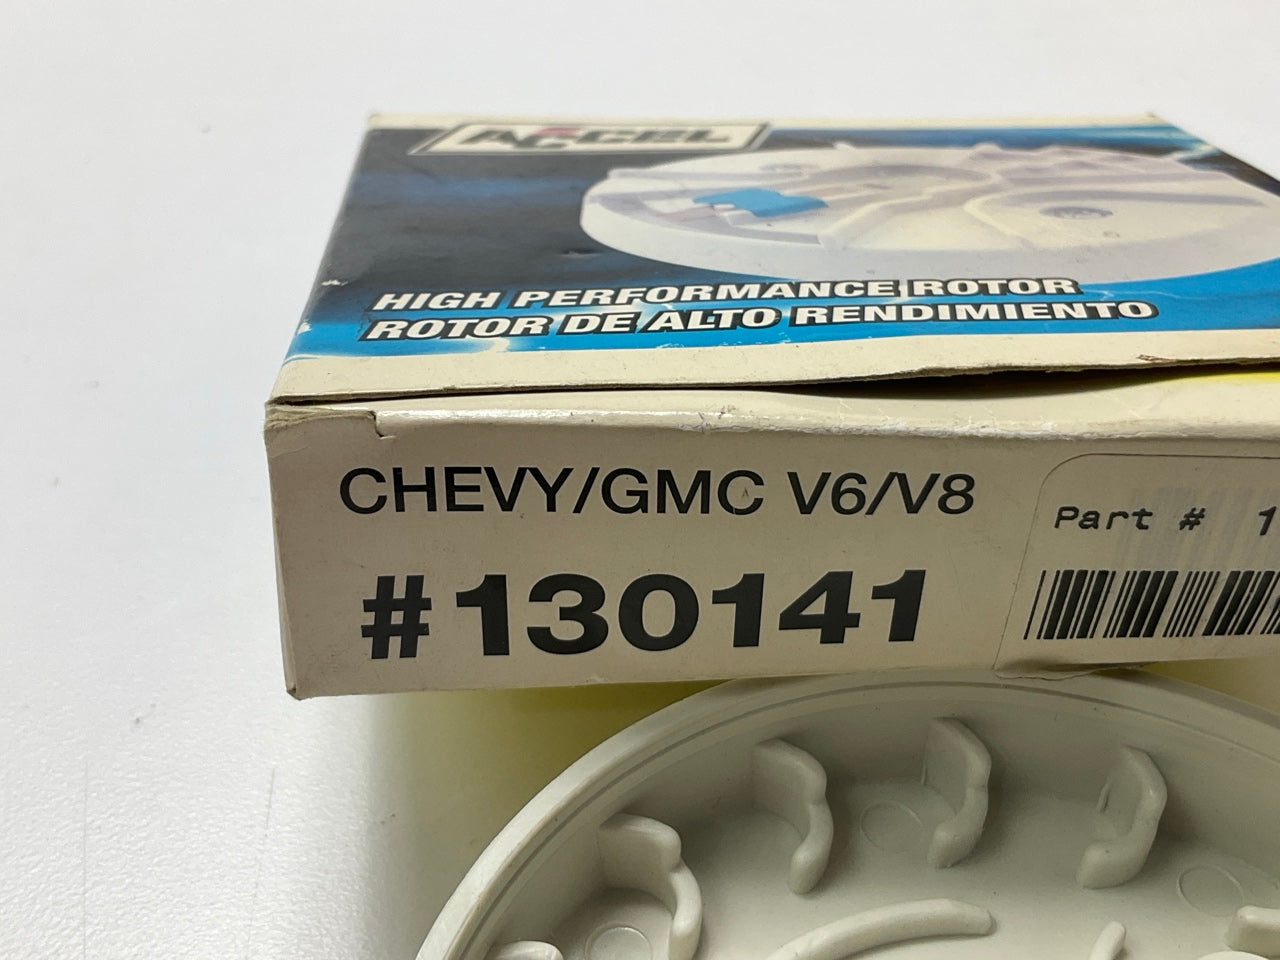 ACCEL
HIGH PERFORMANCE ROTOR
ROTOR DE ALTO RENDIMIENTO
CHEVY/GMC V6/V8
#130141
Part # 1